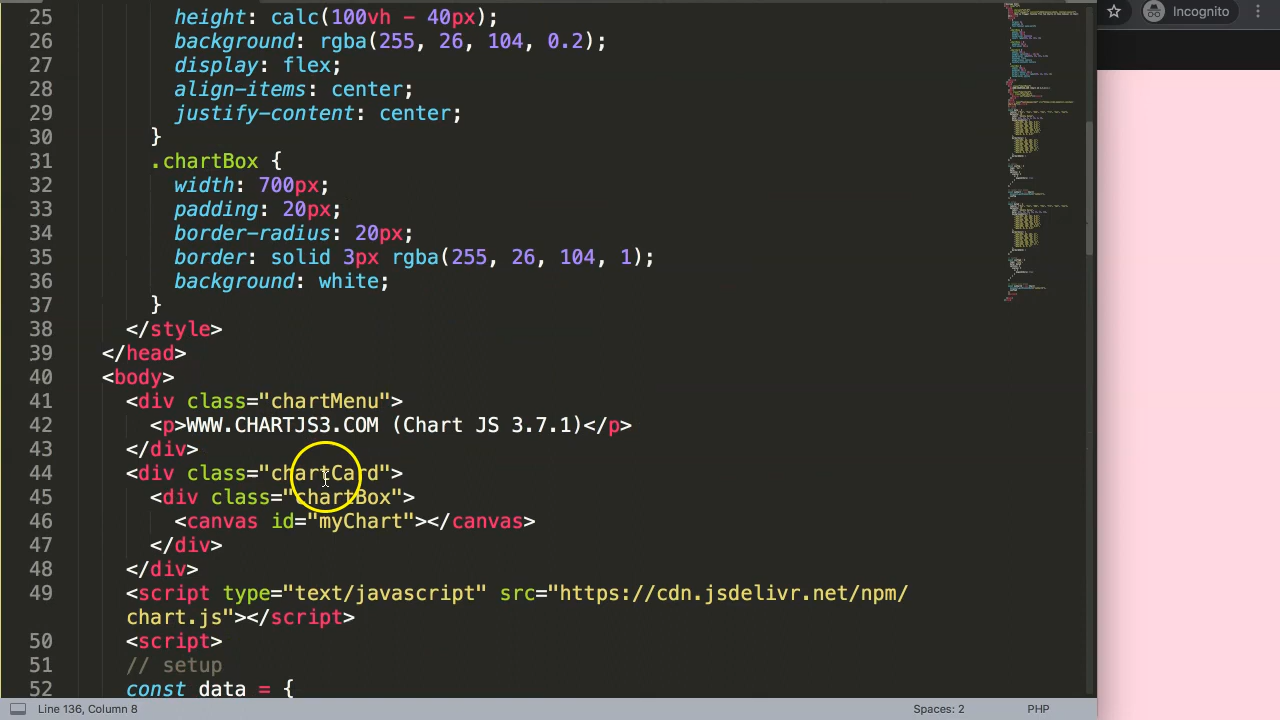 Incognito
25 height: calc(100vh - 40px);
26 background: rgba(255, 26, 104, 0.2);
27 display: flex;
28 align-items: center;
29 justify-content: center;
30 }
31 .chartBox {
32 width: 700px;
33 padding: 20px;
34 border-radius: 20px;
35 border: solid 3px rgba(255, 26, 104, 1);
36 background: white;
37 }
38 </style>
39 </head>
40 <body>
41 <div class="chartMenu">
42 <p>WWW.CHARTJS3.COM (Chart JS 3.7.1)</p>
43 </div>
44 <div class="chartCard">
45 <div class="chartBox">
46 <canvas id="myChart"></canvas>
47 </div>
48 </div>
49 <script type="text/javascript" src="https://cdn.jsdelivr.net/npm/
chart.js"></script>
50 <script>
51 // setup
52 const data = {
Line 136, Column 8 Spaces: 2 PHP